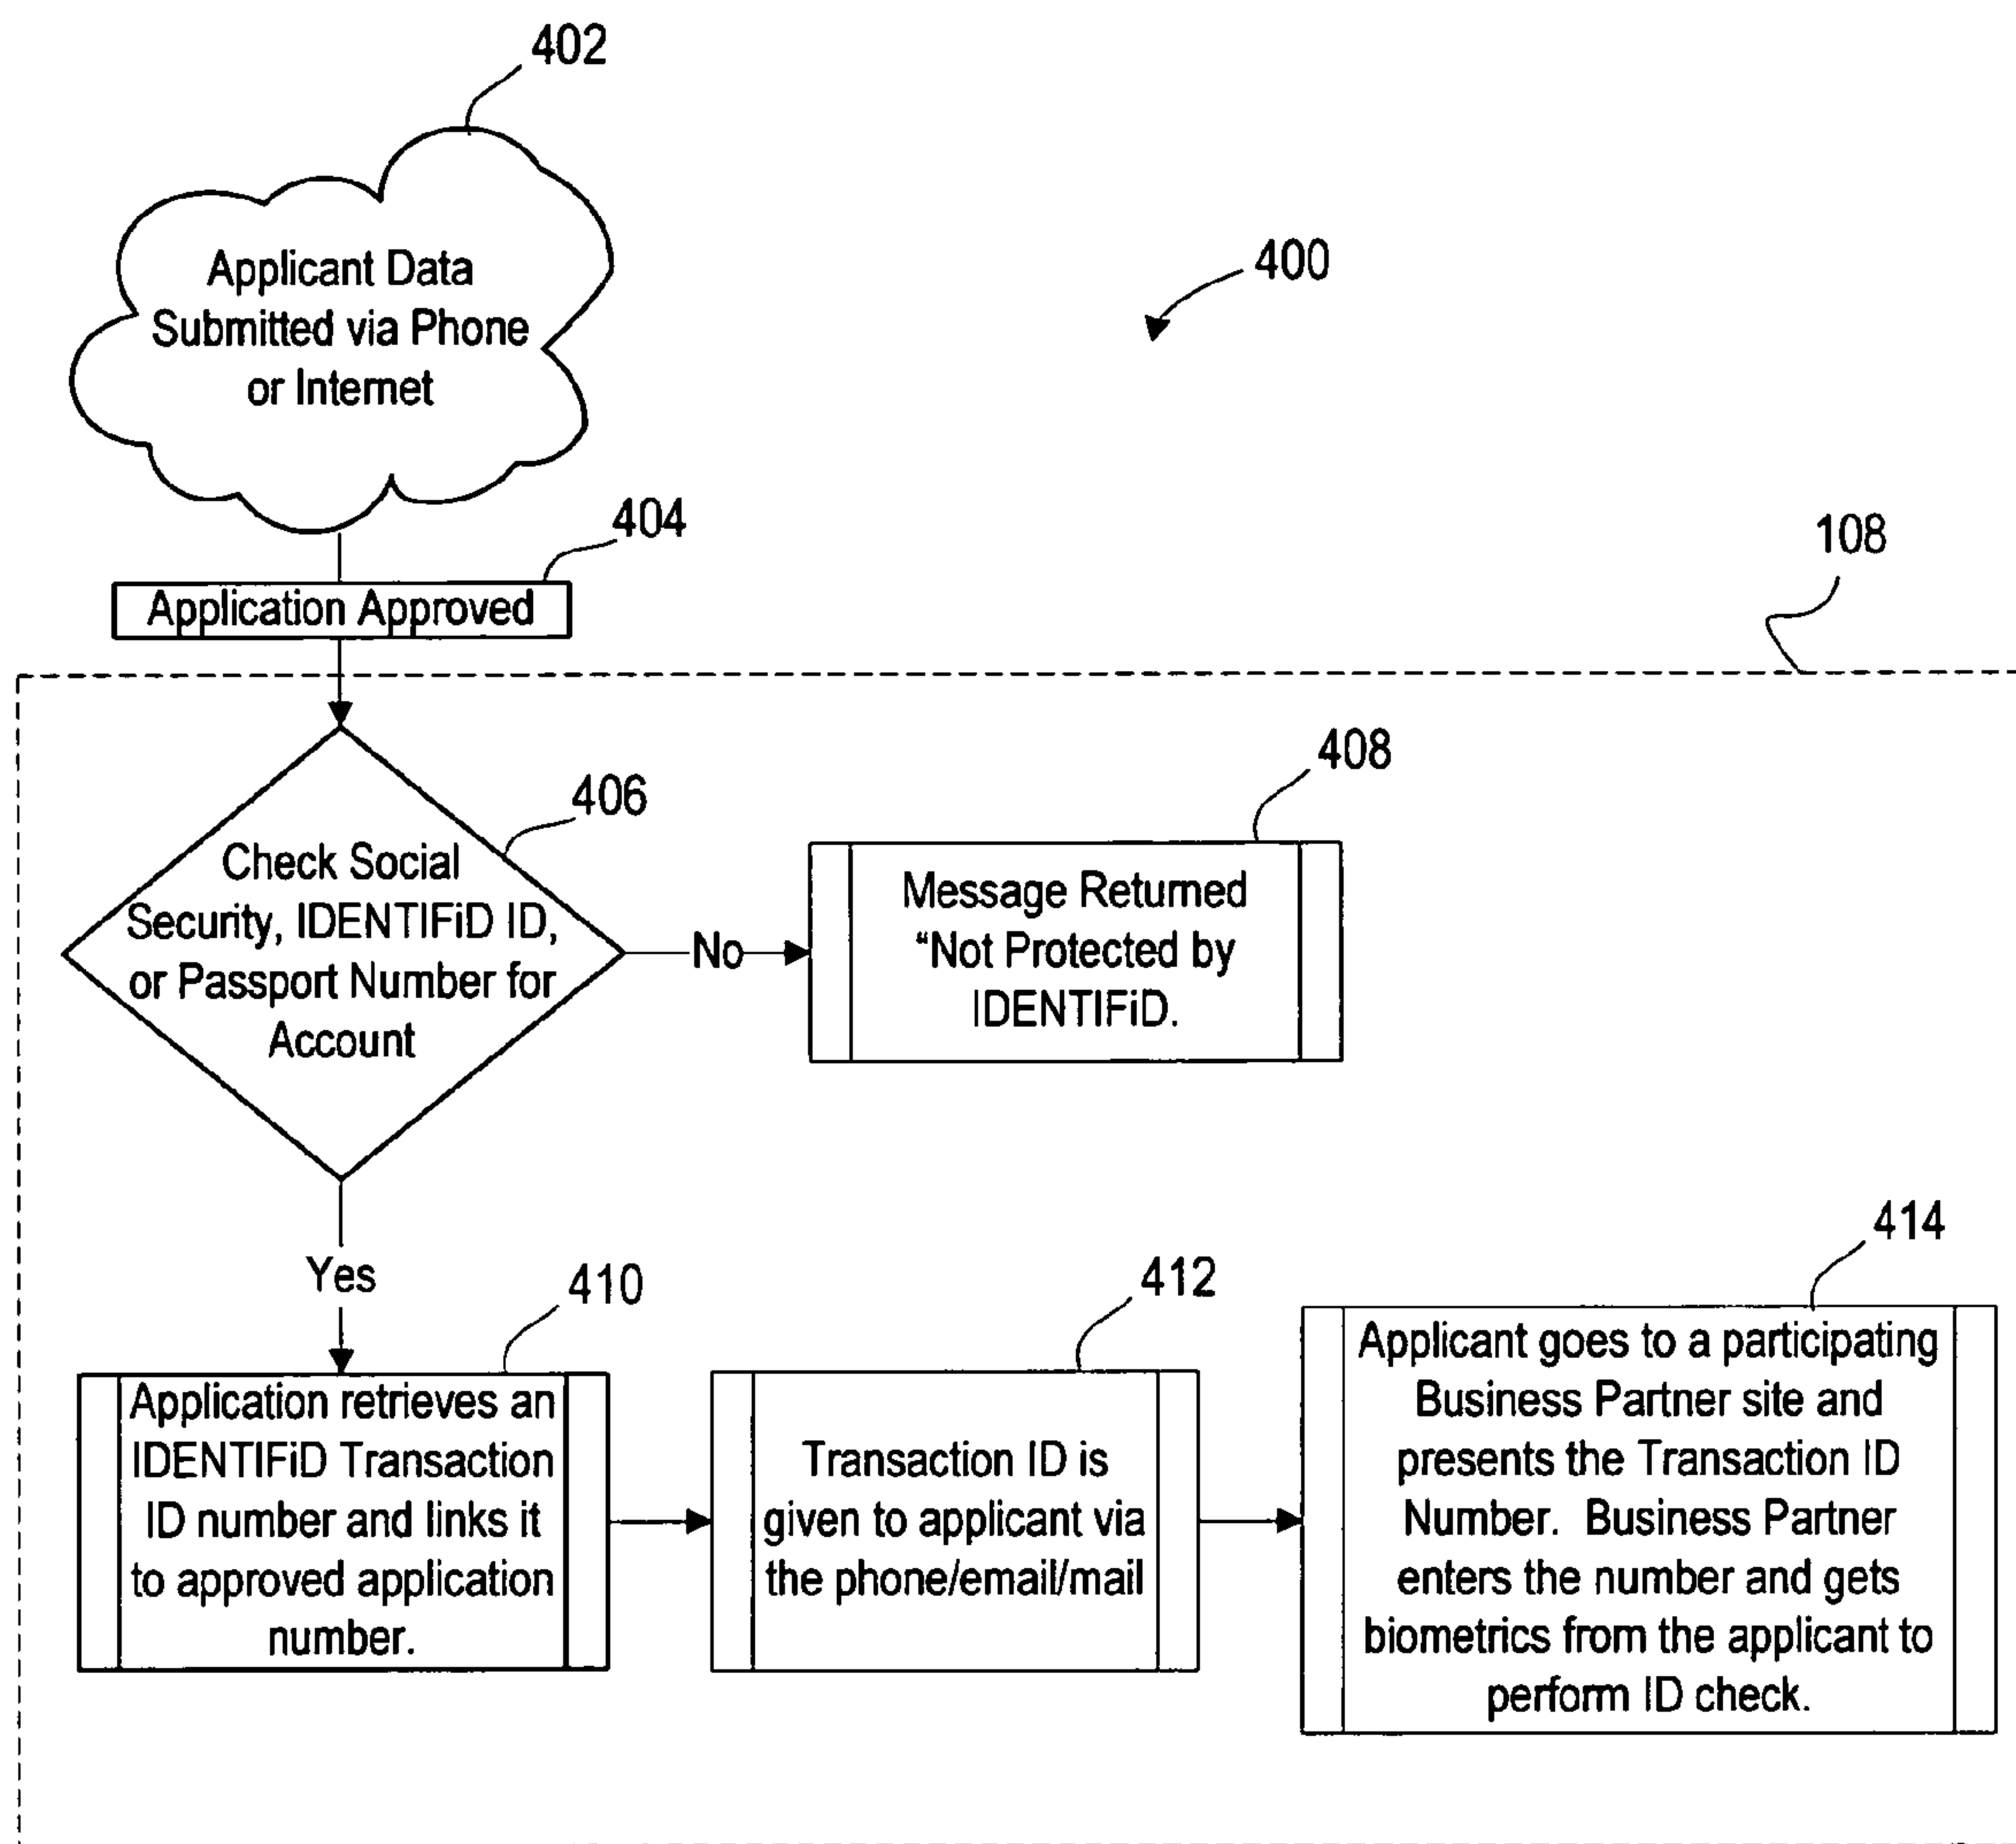 402
Applicant Data
Submitted via Phone
or Internet
400
404
Application Approved
108
406
Check Social
Security, IDENTIFiD ID,
or Passport Number for
Account
No
408
Message Returned
“Not Protected by
IDENTIFiD.
Yes
410
Application retrieves an
IDENTIFiD Transaction
ID number and links it
to approved application
number.
412
Transaction ID is
given to applicant via
the phone/email/mail
414
Applicant goes to a participating
Business Partner site and
presents the Transaction ID
Number. Business Partner
enters the number and gets
biometrics from the applicant to
perform ID check.